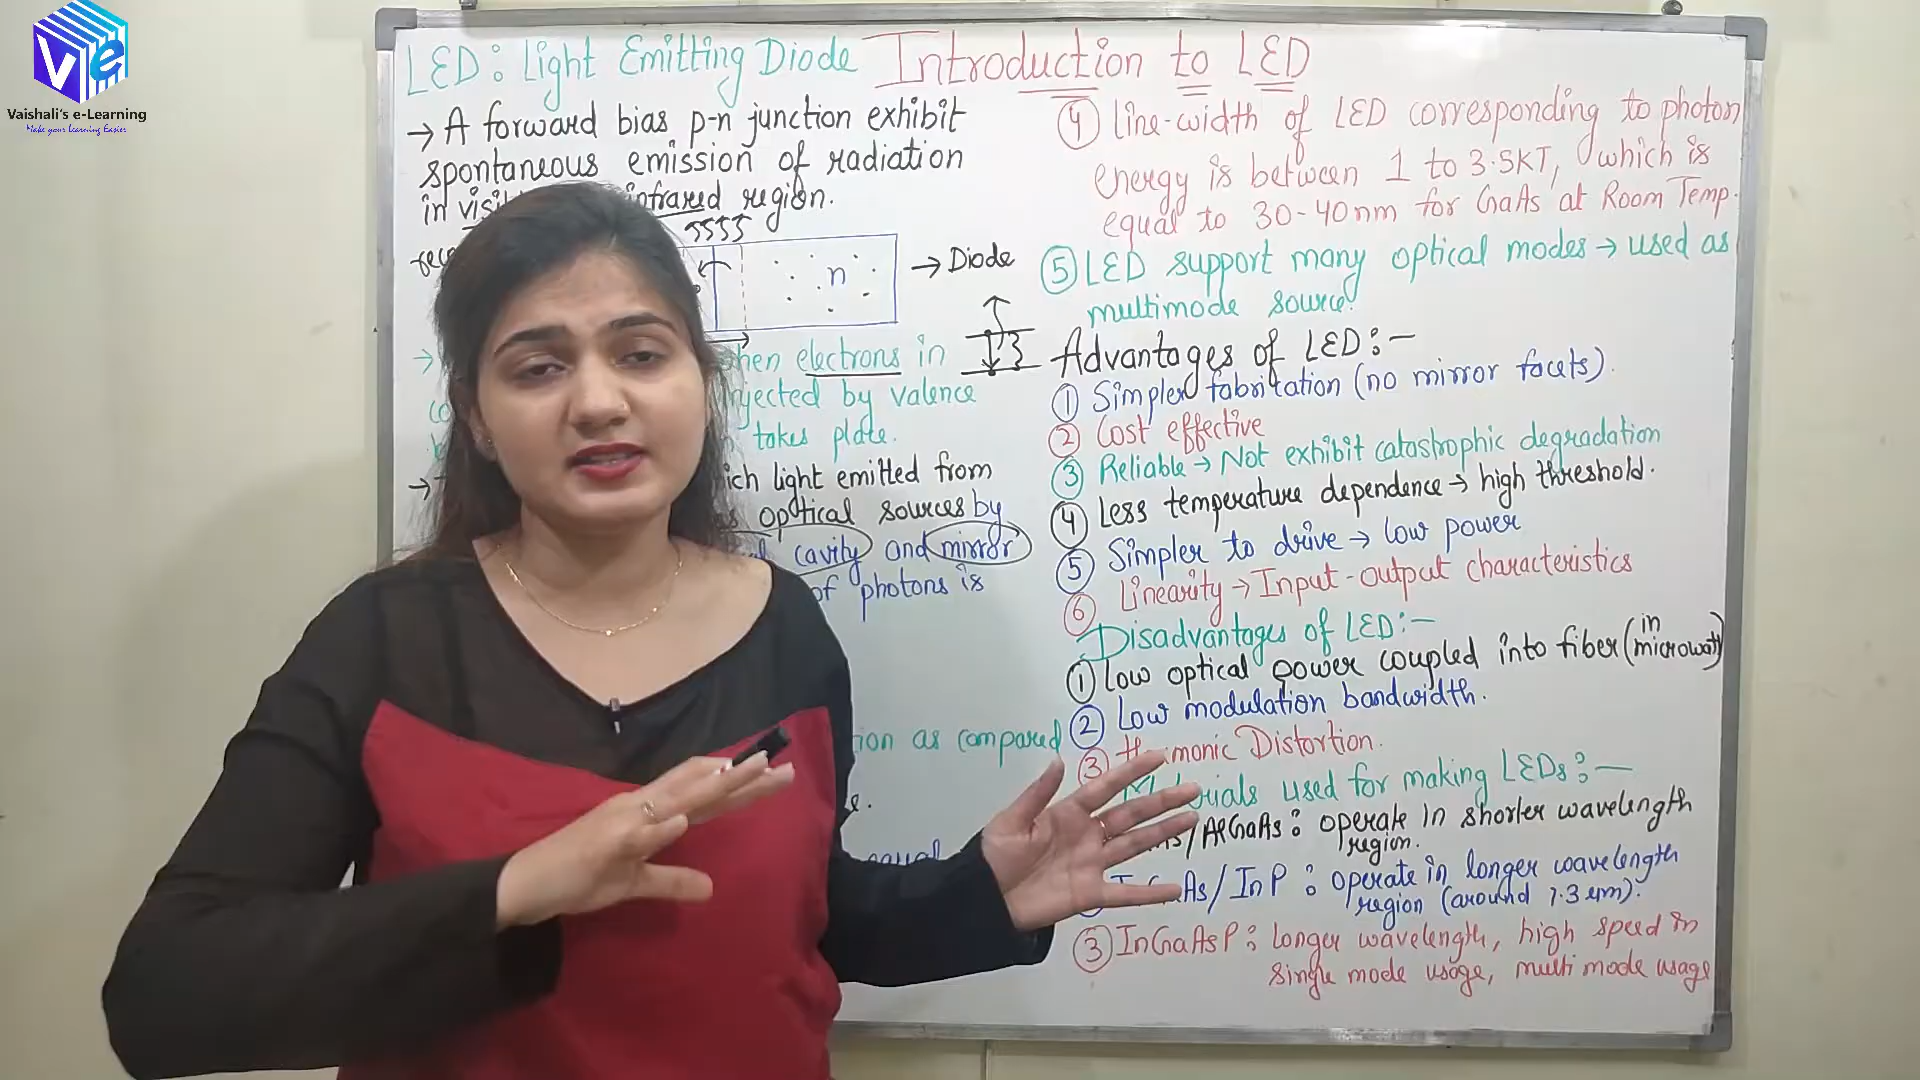 Ve
Vaishali's e-Learning
Make your Learning Easier
LED: Light Emitting Diode Introduction to LED
→ A forward bias p-n junction exhibit
spontaneous emission of radiation
in infrared region.
n → Diode
electrons in
injected by valence
takes plate.
→ light emitted from
as optical sources by
cavity and mirror
of photons is
as compared
④ Line-width of LED corresponding to photon
energy is between 1 to 3.5KT, which is
equal to 30-40nm for GaAs at Room Temp.
⑤ LED support many optical modes → used as
multimode source.
Advantages of LED:-
① Simpler fabrication (no mirror facets).
② Cost effective
③ Reliable → Not exhibit catastrophic degradation
④ Less temperature dependence → high threshold.
⑤ Simpler to drive → low power
⑥ Linearity → Input-output characteristics
Disadvantages of LED:-
① Low optical power coupled into fiber (in microwatt)
② Low modulation bandwidth.
③ Distortion.
used for making LEDs:-
/AlGaAs: operate in shorter wavelength
region.
/InP: operate in longer wavelength
region (around 1.3 μm).
③ InGaAsP: longer wavelength, high speed in
single mode usage, multi mode usage